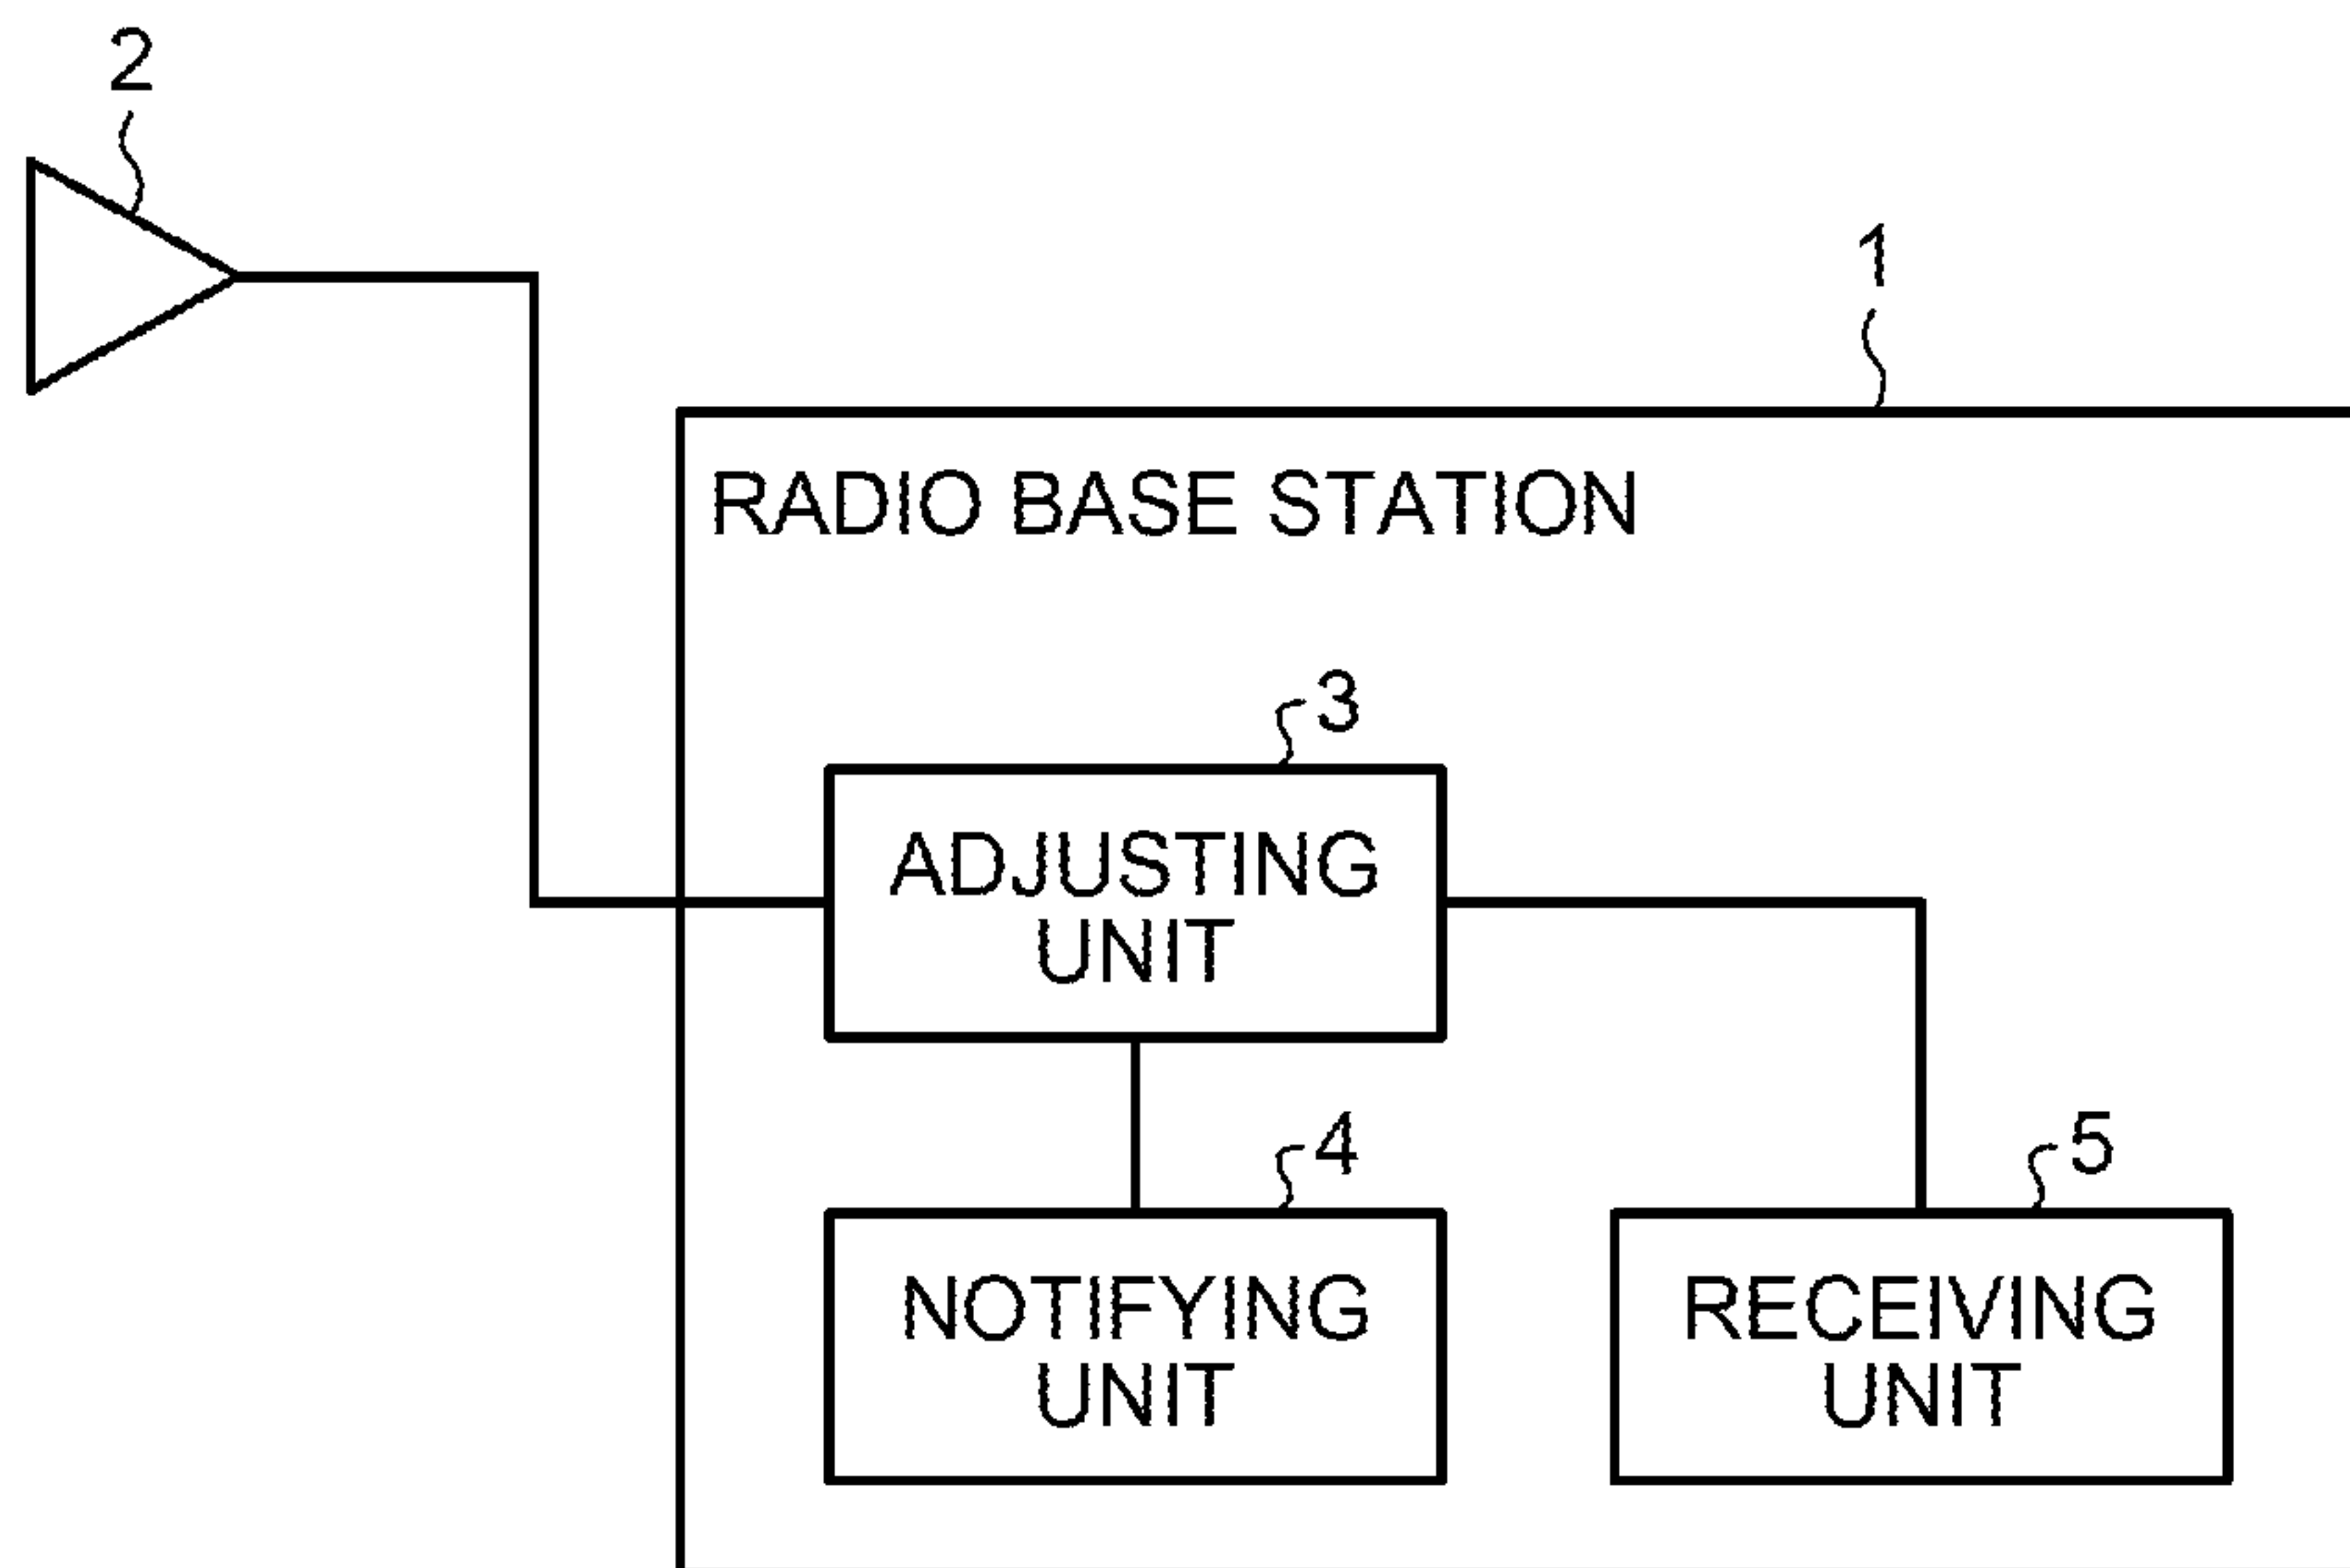 2
1
RADIO BASE STATION
3
ADJUSTING
UNIT
4
5
NOTIFYING
UNIT
RECEIVING
UNIT